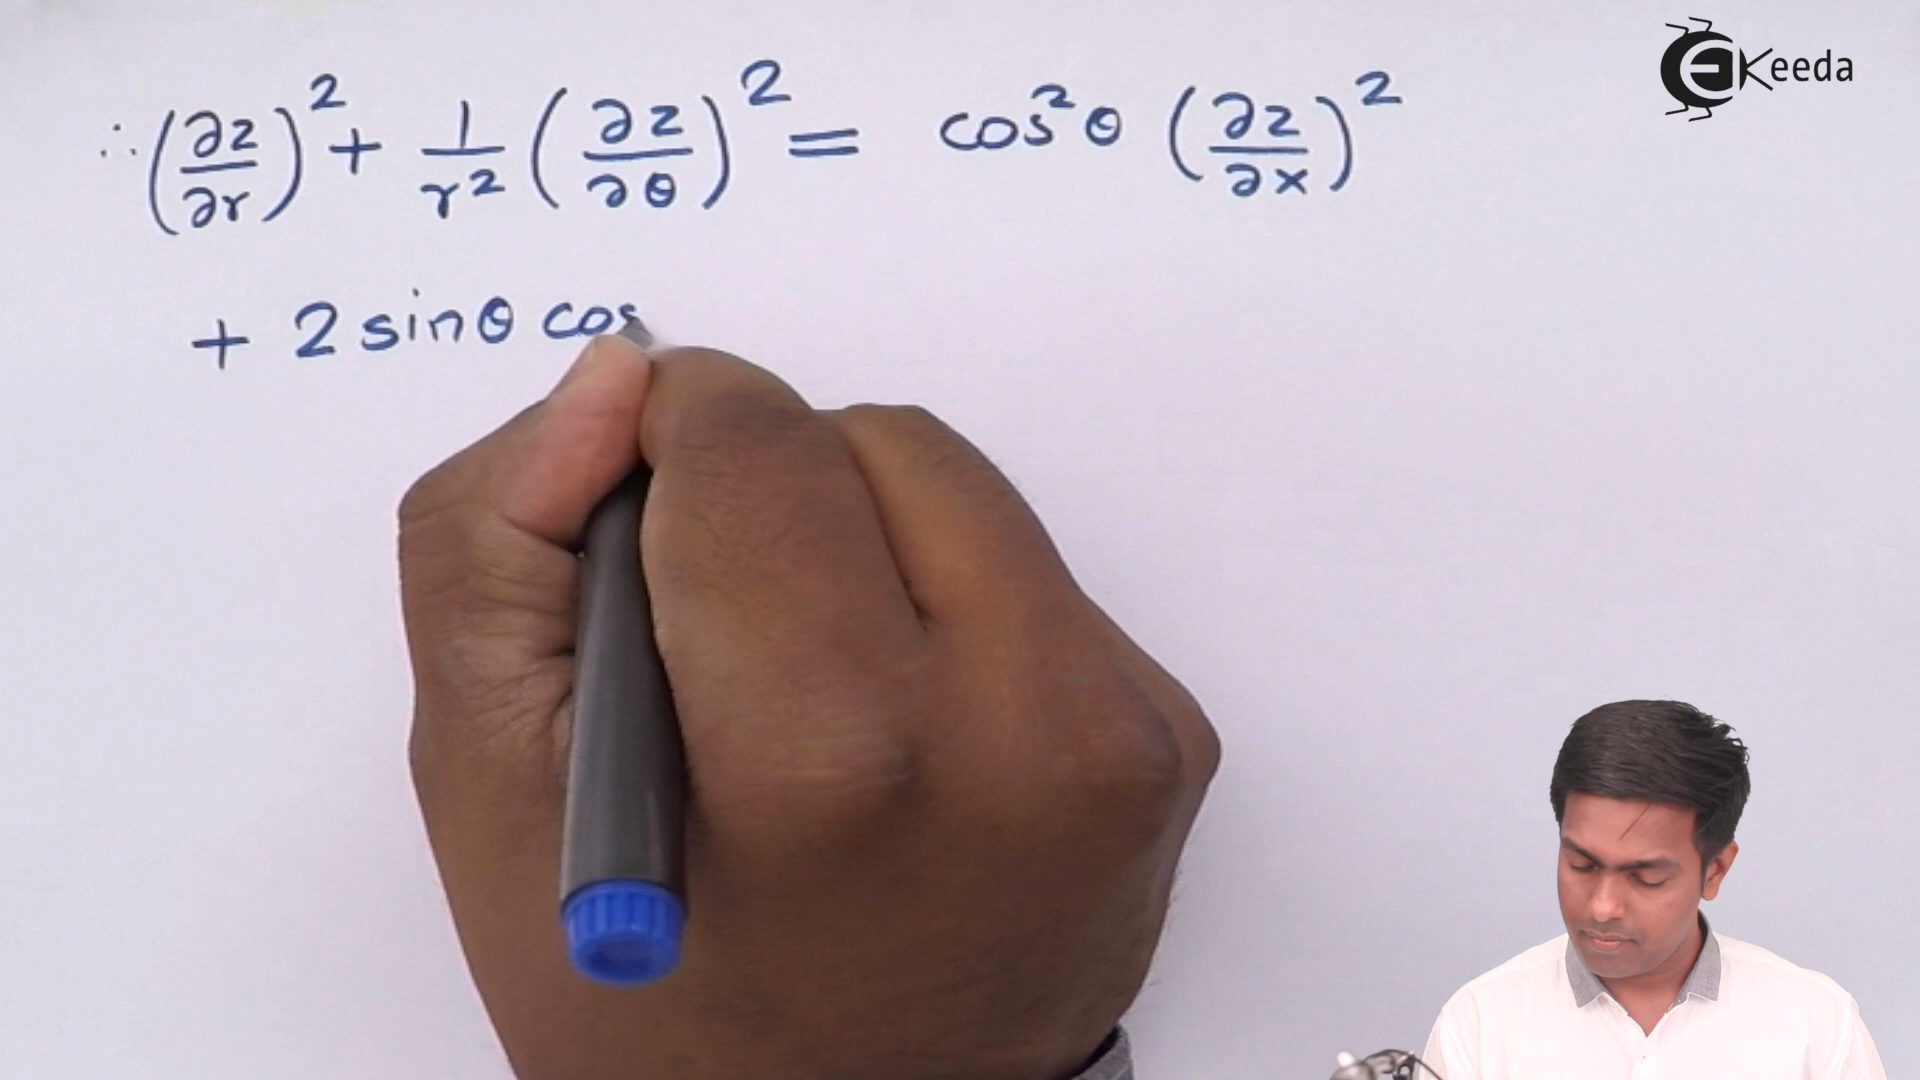 ∴ (∂z/∂r)² + 1/r² (∂z/∂θ)² = cos²θ (∂z/∂x)²
+ 2 sinθ cos
EKeeda